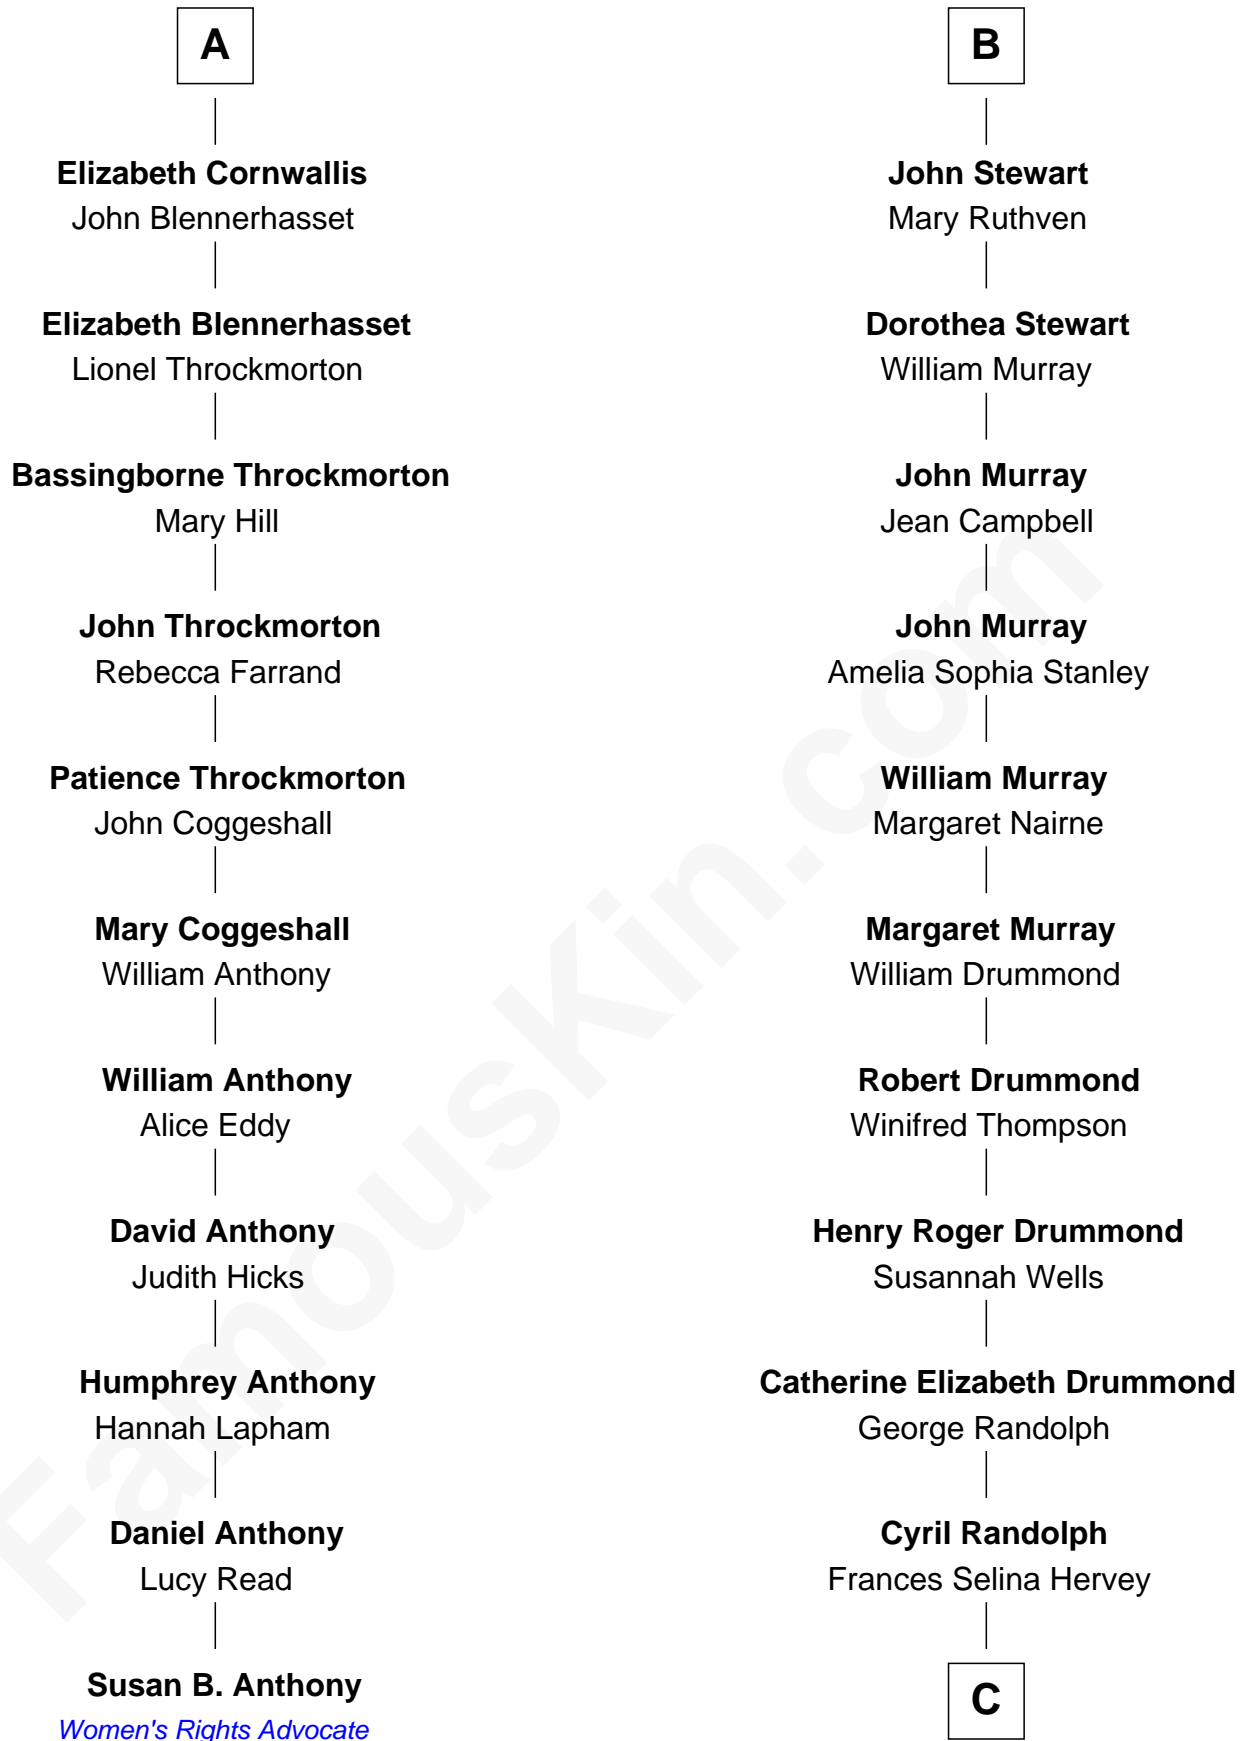 A
Elizabeth Cornwallis
John Blennerhasset
Elizabeth Blennerhasset
Lionel Throckmorton
Bassingborne Throckmorton
Mary Hill
John Throckmorton
Rebecca Farrand
Patience Throckmorton
John Coggeshall
Mary Coggeshall
William Anthony
William Anthony
Alice Eddy
David Anthony
Judith Hicks
Humphrey Anthony
Hannah Lapham
Daniel Anthony
Lucy Read
Susan B. Anthony
Women's Rights Advocate
B
John Stewart
Mary Ruthven
Dorothea Stewart
William Murray
John Murray
Jean Campbell
John Murray
Amelia Sophia Stanley
William Murray
Margaret Nairne
Margaret Murray
William Drummond
Robert Drummond
Winifred Thompson
Henry Roger Drummond
Susannah Wells
Catherine Elizabeth Drummond
George Randolph
Cyril Randolph
Frances Selina Hervey
C
FamousKin.com